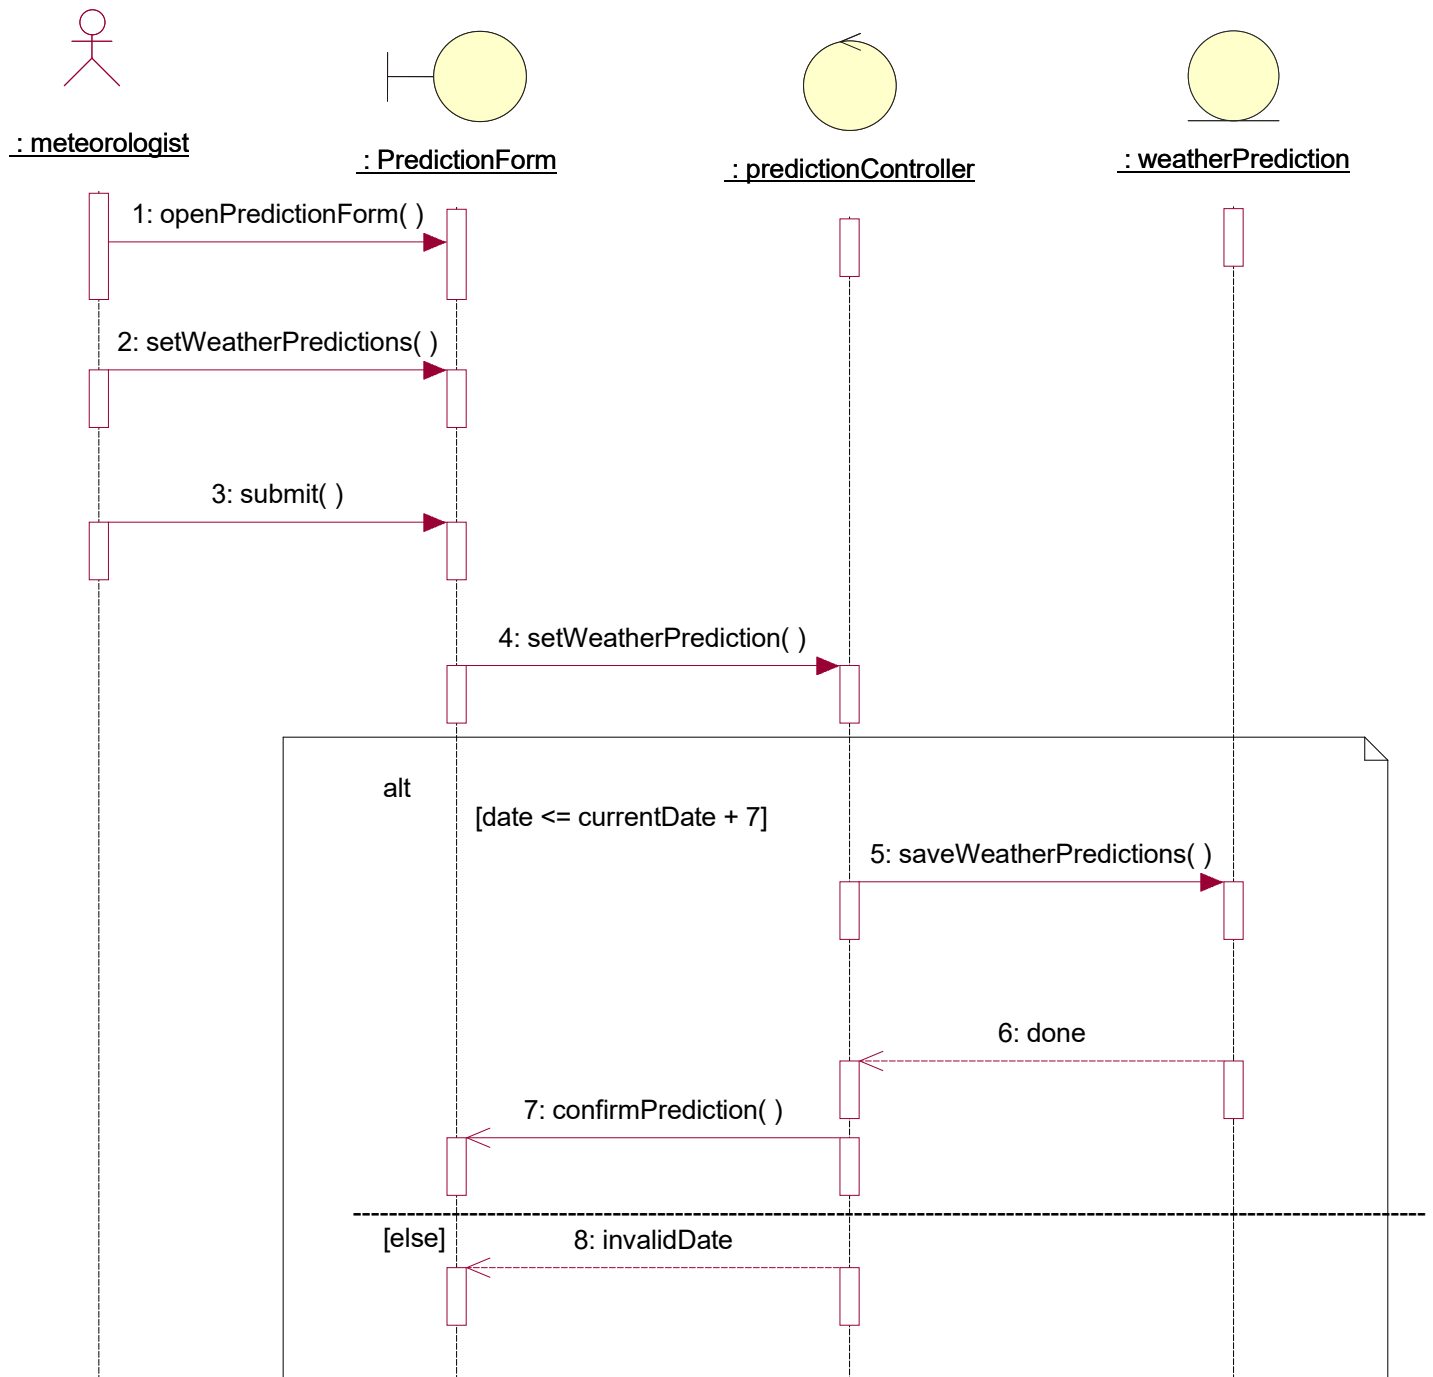 : meteorologist
: PredictionForm
: predictionController
: weatherPrediction
1: openPredictionForm( )
2: setWeatherPredictions( )
3: submit( )
4: setWeatherPrediction( )
alt
[date <= currentDate + 7]
5: saveWeatherPredictions( )
6: done
7: confirmPrediction( )
[else]
8: invalidDate